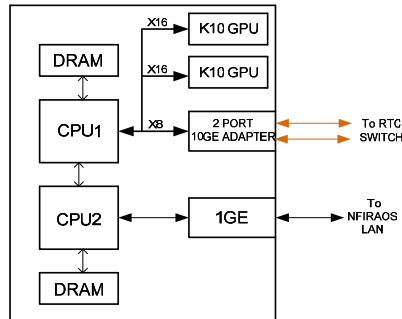 X16
K10 GPU
DRAM
X16
K10 GPU
CPU1
X8
2 PORT
10GE ADAPTER
To RTC
SWITCH
CPU2
1GE
To
NFIRAOS
LAN
DRAM